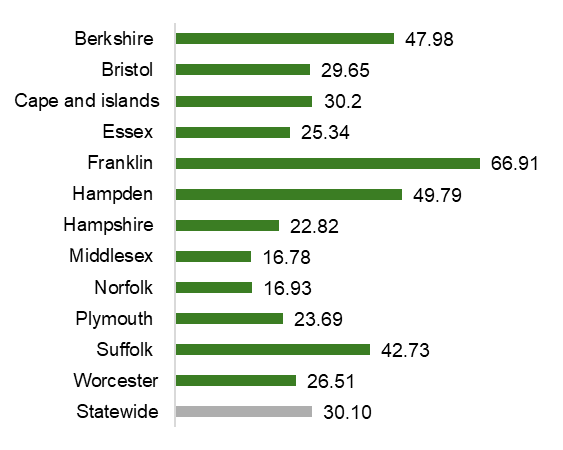 Berkshire 47.98
Bristol 29.65
Cape and islands 30.2
Essex 25.34
Franklin 66.91
Hampden 49.79
Hampshire 22.82
Middlesex 16.78
Norfolk 16.93
Plymouth 23.69
Suffolk 42.73
Worcester 26.51
Statewide 30.10